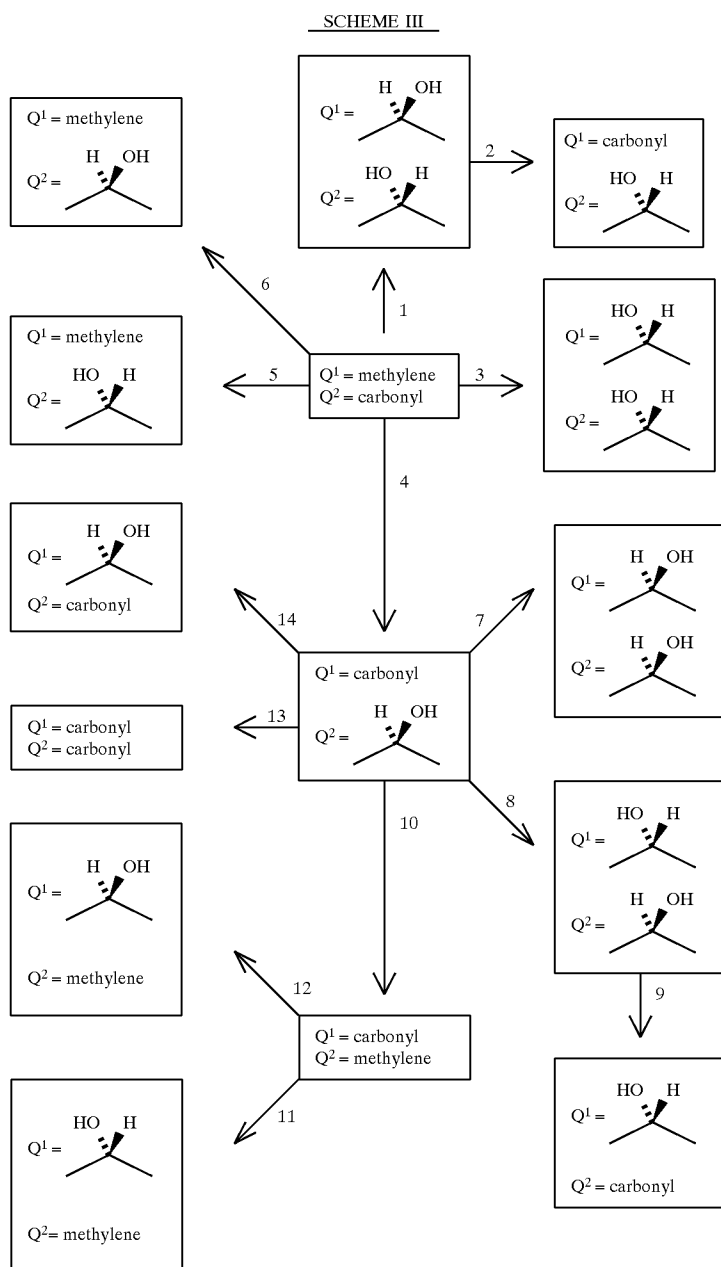 SCHEME III
Q¹ = methylene
H OH
Q² =
H OH
Q¹ =
HO H
Q² =
2
Q¹ = carbonyl
HO H
Q² =
6
1
Q¹ = methylene
HO H
Q² =
5
Q¹ = methylene
Q² = carbonyl
3
HO H
Q¹ =
HO H
Q² =
4
H OH
Q¹ =
Q² = carbonyl
14
Q¹ = carbonyl
H OH
Q² =
7
H OH
Q¹ =
H OH
Q² =
Q¹ = carbonyl
Q² = carbonyl
13
8
10
HO H
Q¹ =
H OH
Q² =
H OH
Q¹ =
Q² = methylene
12
Q¹ = carbonyl
Q² = methylene
9
11
HO H
Q¹ =
Q²= methylene
HO H
Q¹ =
Q² = carbonyl